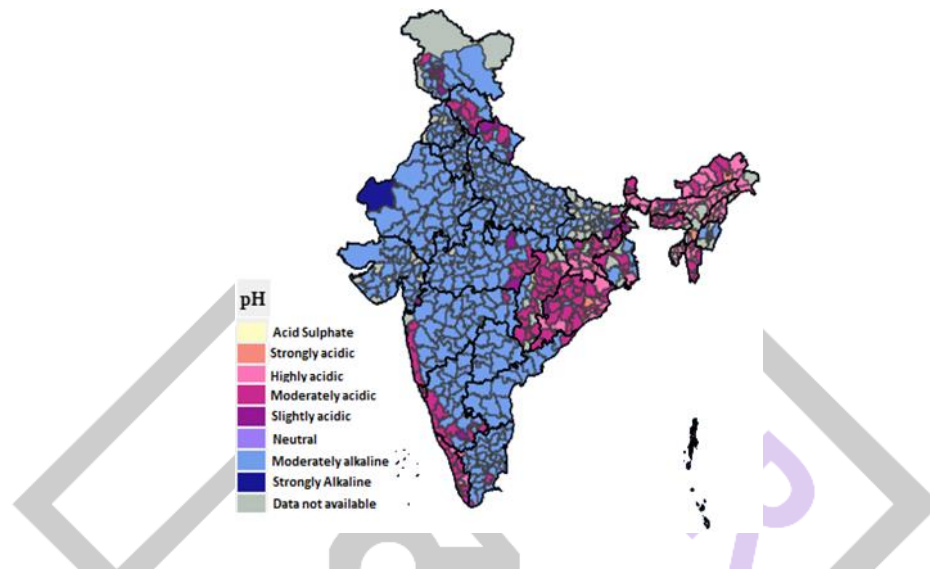 pH
Acid Sulphate
Strongly acidic
Highly acidic
Moderately acidic
Slightly acidic
Neutral
Moderately alkaline
Strongly Alkaline
Data not available